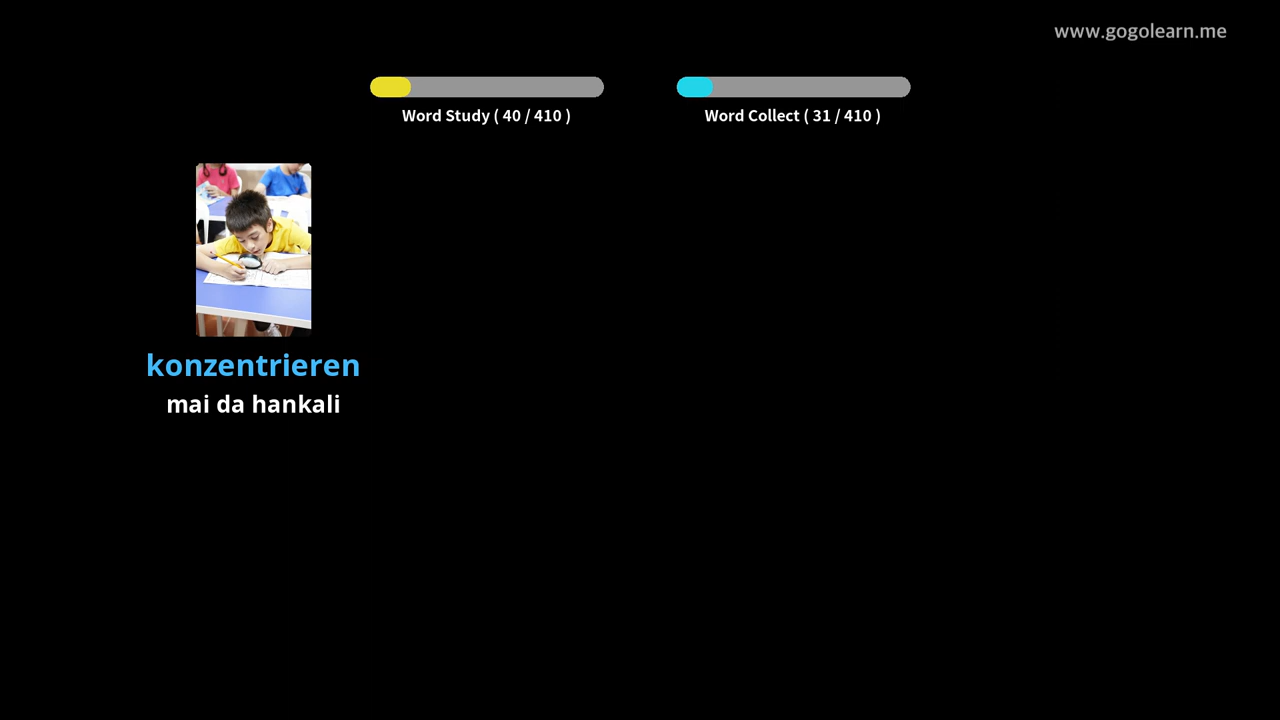 www.gogolearn.me
Word Study ( 40 / 410 )
Word Collect ( 31 / 410 )
konzentrieren
mai da hankali